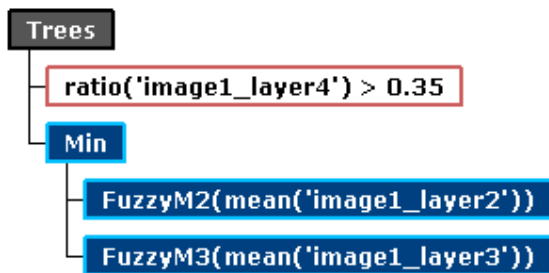 Trees
ratio('image1_layer4') > 0.35
Min
FuzzyM2(mean('image1_layer2'))
FuzzyM3(mean('image1_layer3'))